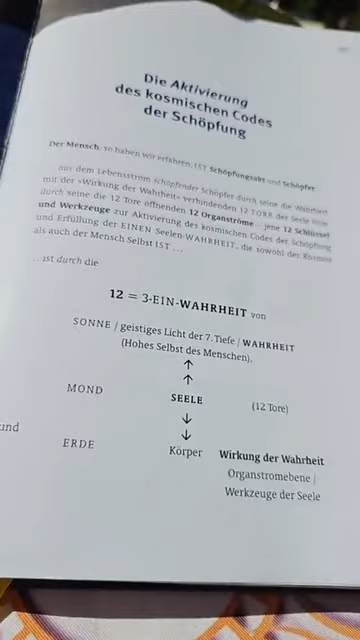 Die Aktivierung
des kosmischen Codes
der Schöpfung
Der Mensch, so haben wir erfahren, IST Schöpfungsakt und Schöpfer
aus dem Lebensstrom schöpfender Schöpfer durch seine die Wahrheit
mit der »Wirkung der Wahrheit« verbindenden 12 TORE der Seele
durch seine die 12 Tore öffnenden 12 Organströme ... jene 12 Schlüssel
und Werkzeuge zur Aktivierung des kosmischen Codes der Schöpfung
und Erfüllung der EINEN Seelen-WAHRHEIT, die sowohl der Kosmos
als auch der Mensch Selbst IST ...
... ist durch die
12 = 3-EIN-WAHRHEIT von
SONNE / geistiges Licht der 7. Tiefe / WAHRHEIT
(Hohes Selbst des Menschen),
↑
↑
MOND SEELE (12 Tore)
↓
↓
und
ERDE Körper Wirkung der Wahrheit
Organstromebene /
Werkzeuge der Seele